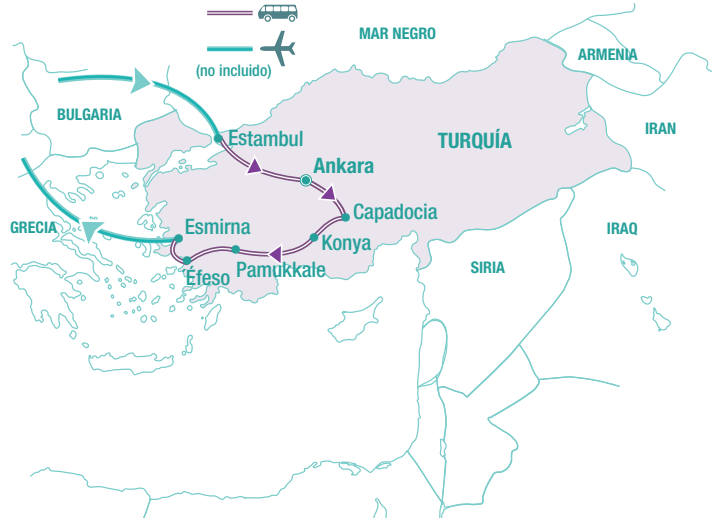 MAR NEGRO
(no incluido)
ARMENIA
BULGARIA
Estambul
TURQUÍA
IRAN
Ankara
Capadocia
GRECIA
Esmirna
Konya
IRAQ
Éfeso
Pamukkale
SIRIA